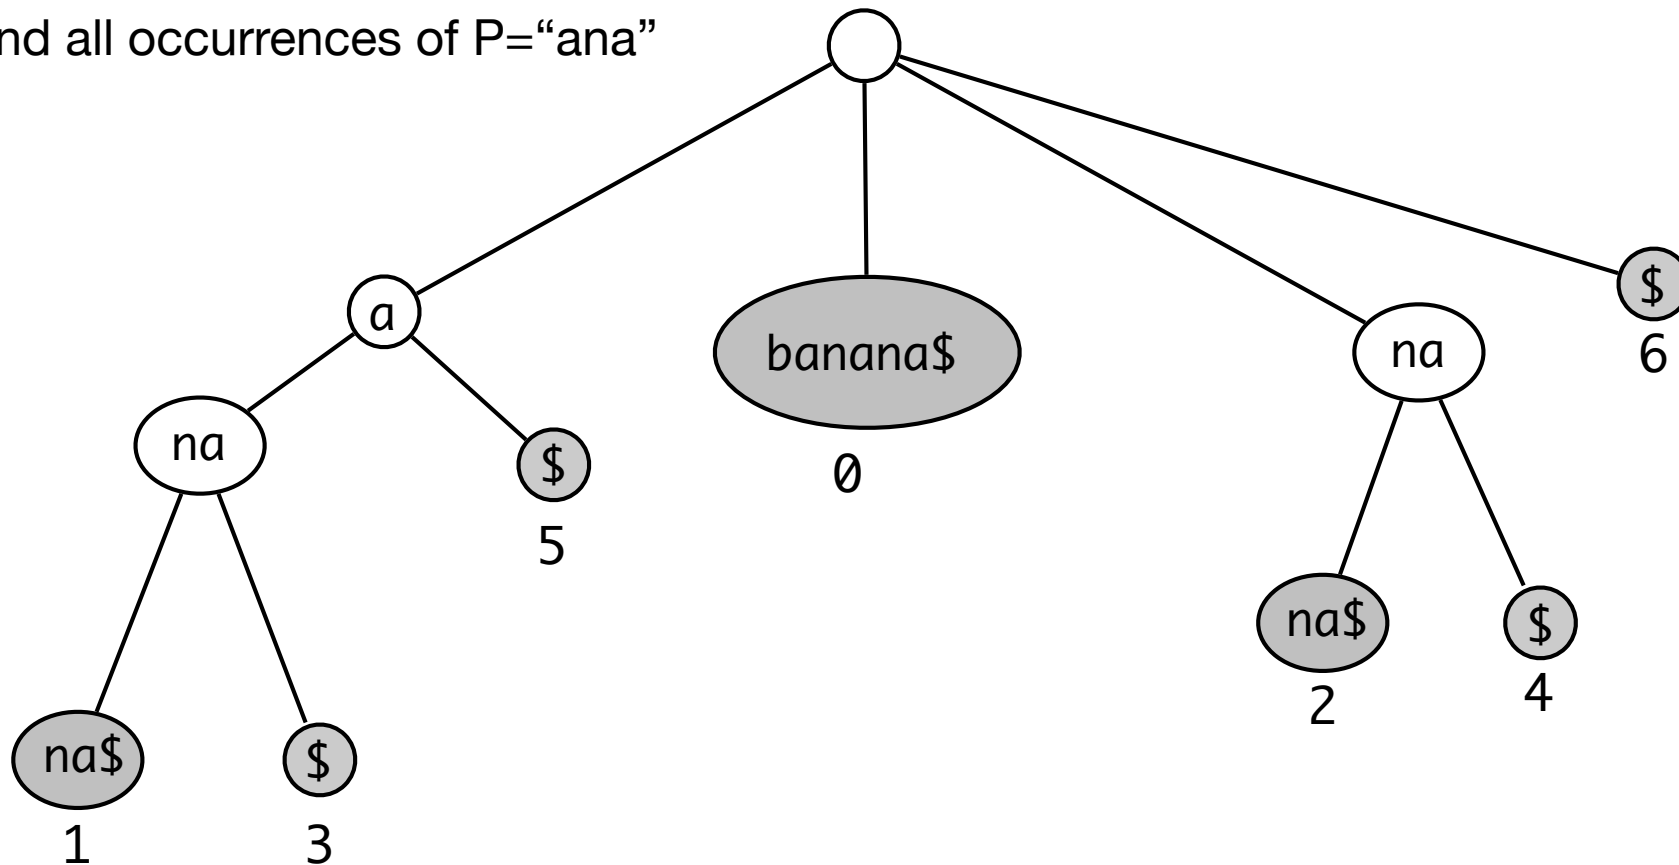 nd all occurrences of P=“ana”
$
a
banana$
na
6
na
$
0
5
na$
$
2
4
na$
$
1
3